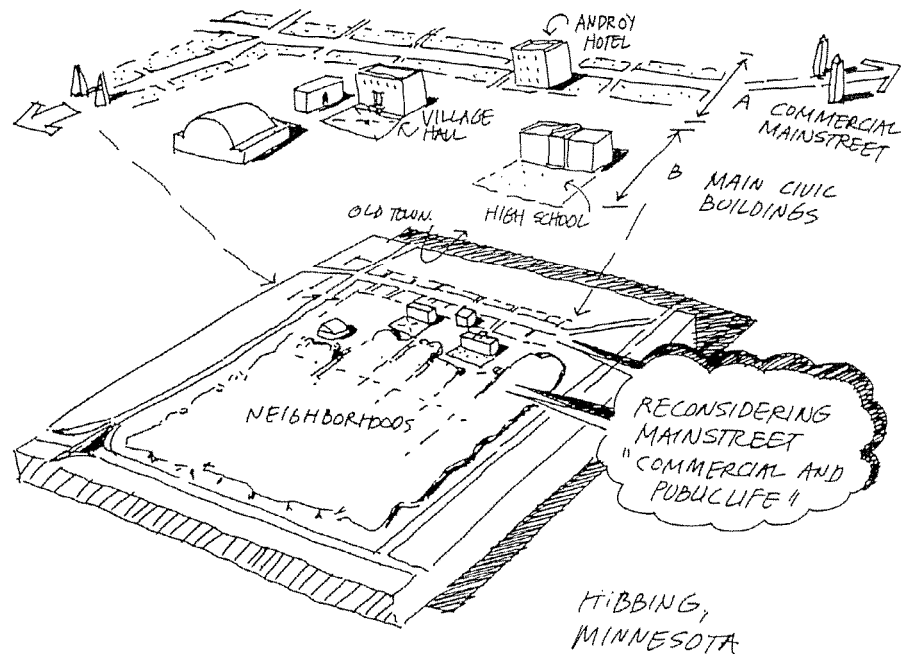 ANDROY
HOTEL
VILLAGE
HALL
A COMMERCIAL
MAINSTREET
B MAIN CIVIC
BUILDINGS
HIGH SCHOOL
OLD TOWN.
NEIGHBORHOODS
RECONSIDERING
MAINSTREET
"COMMERCIAL AND
PUBLIC LIFE"
HIBBING,
MINNESOTA